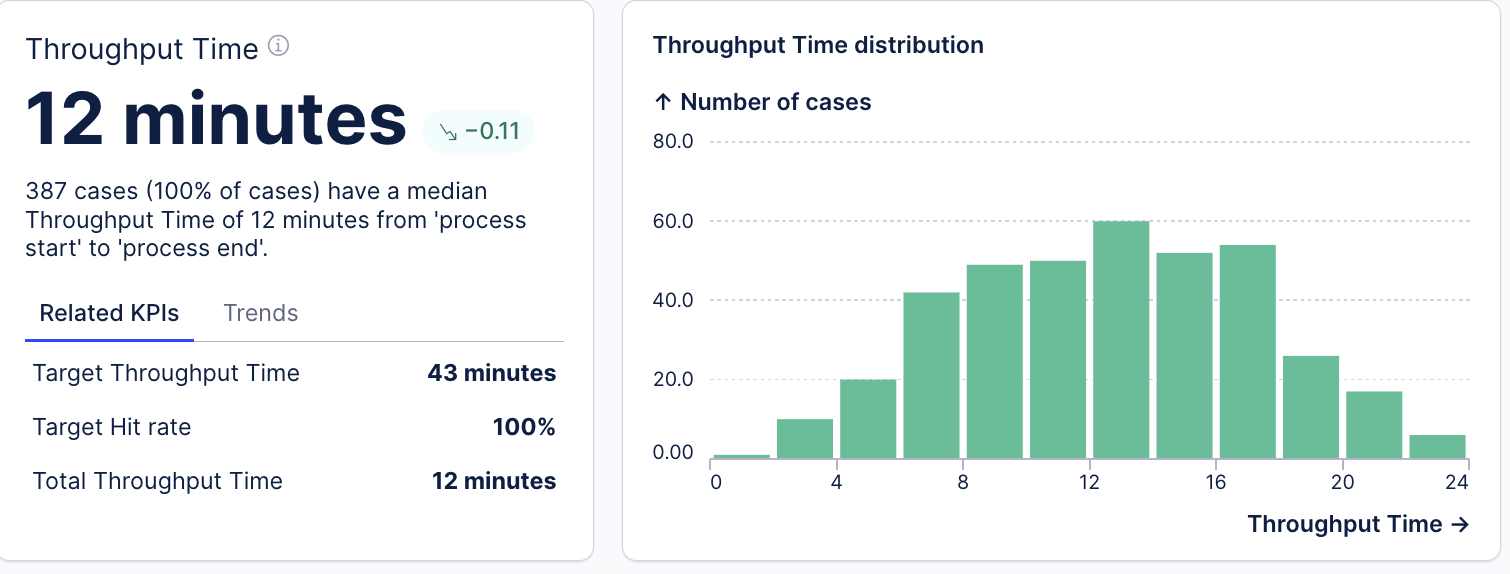 Throughput Time
12 minutes
−0.11
387 cases (100% of cases) have a median
Throughput Time of 12 minutes from 'process
start' to 'process end'.
Related KPIs
Trends
Target Throughput Time
43 minutes
Target Hit rate
100%
Total Throughput Time
12 minutes
Throughput Time distribution
↑ Number of cases
80.0
60.0
40.0
20.0
0.00
0 4 8 12 16 20 24
Throughput Time →